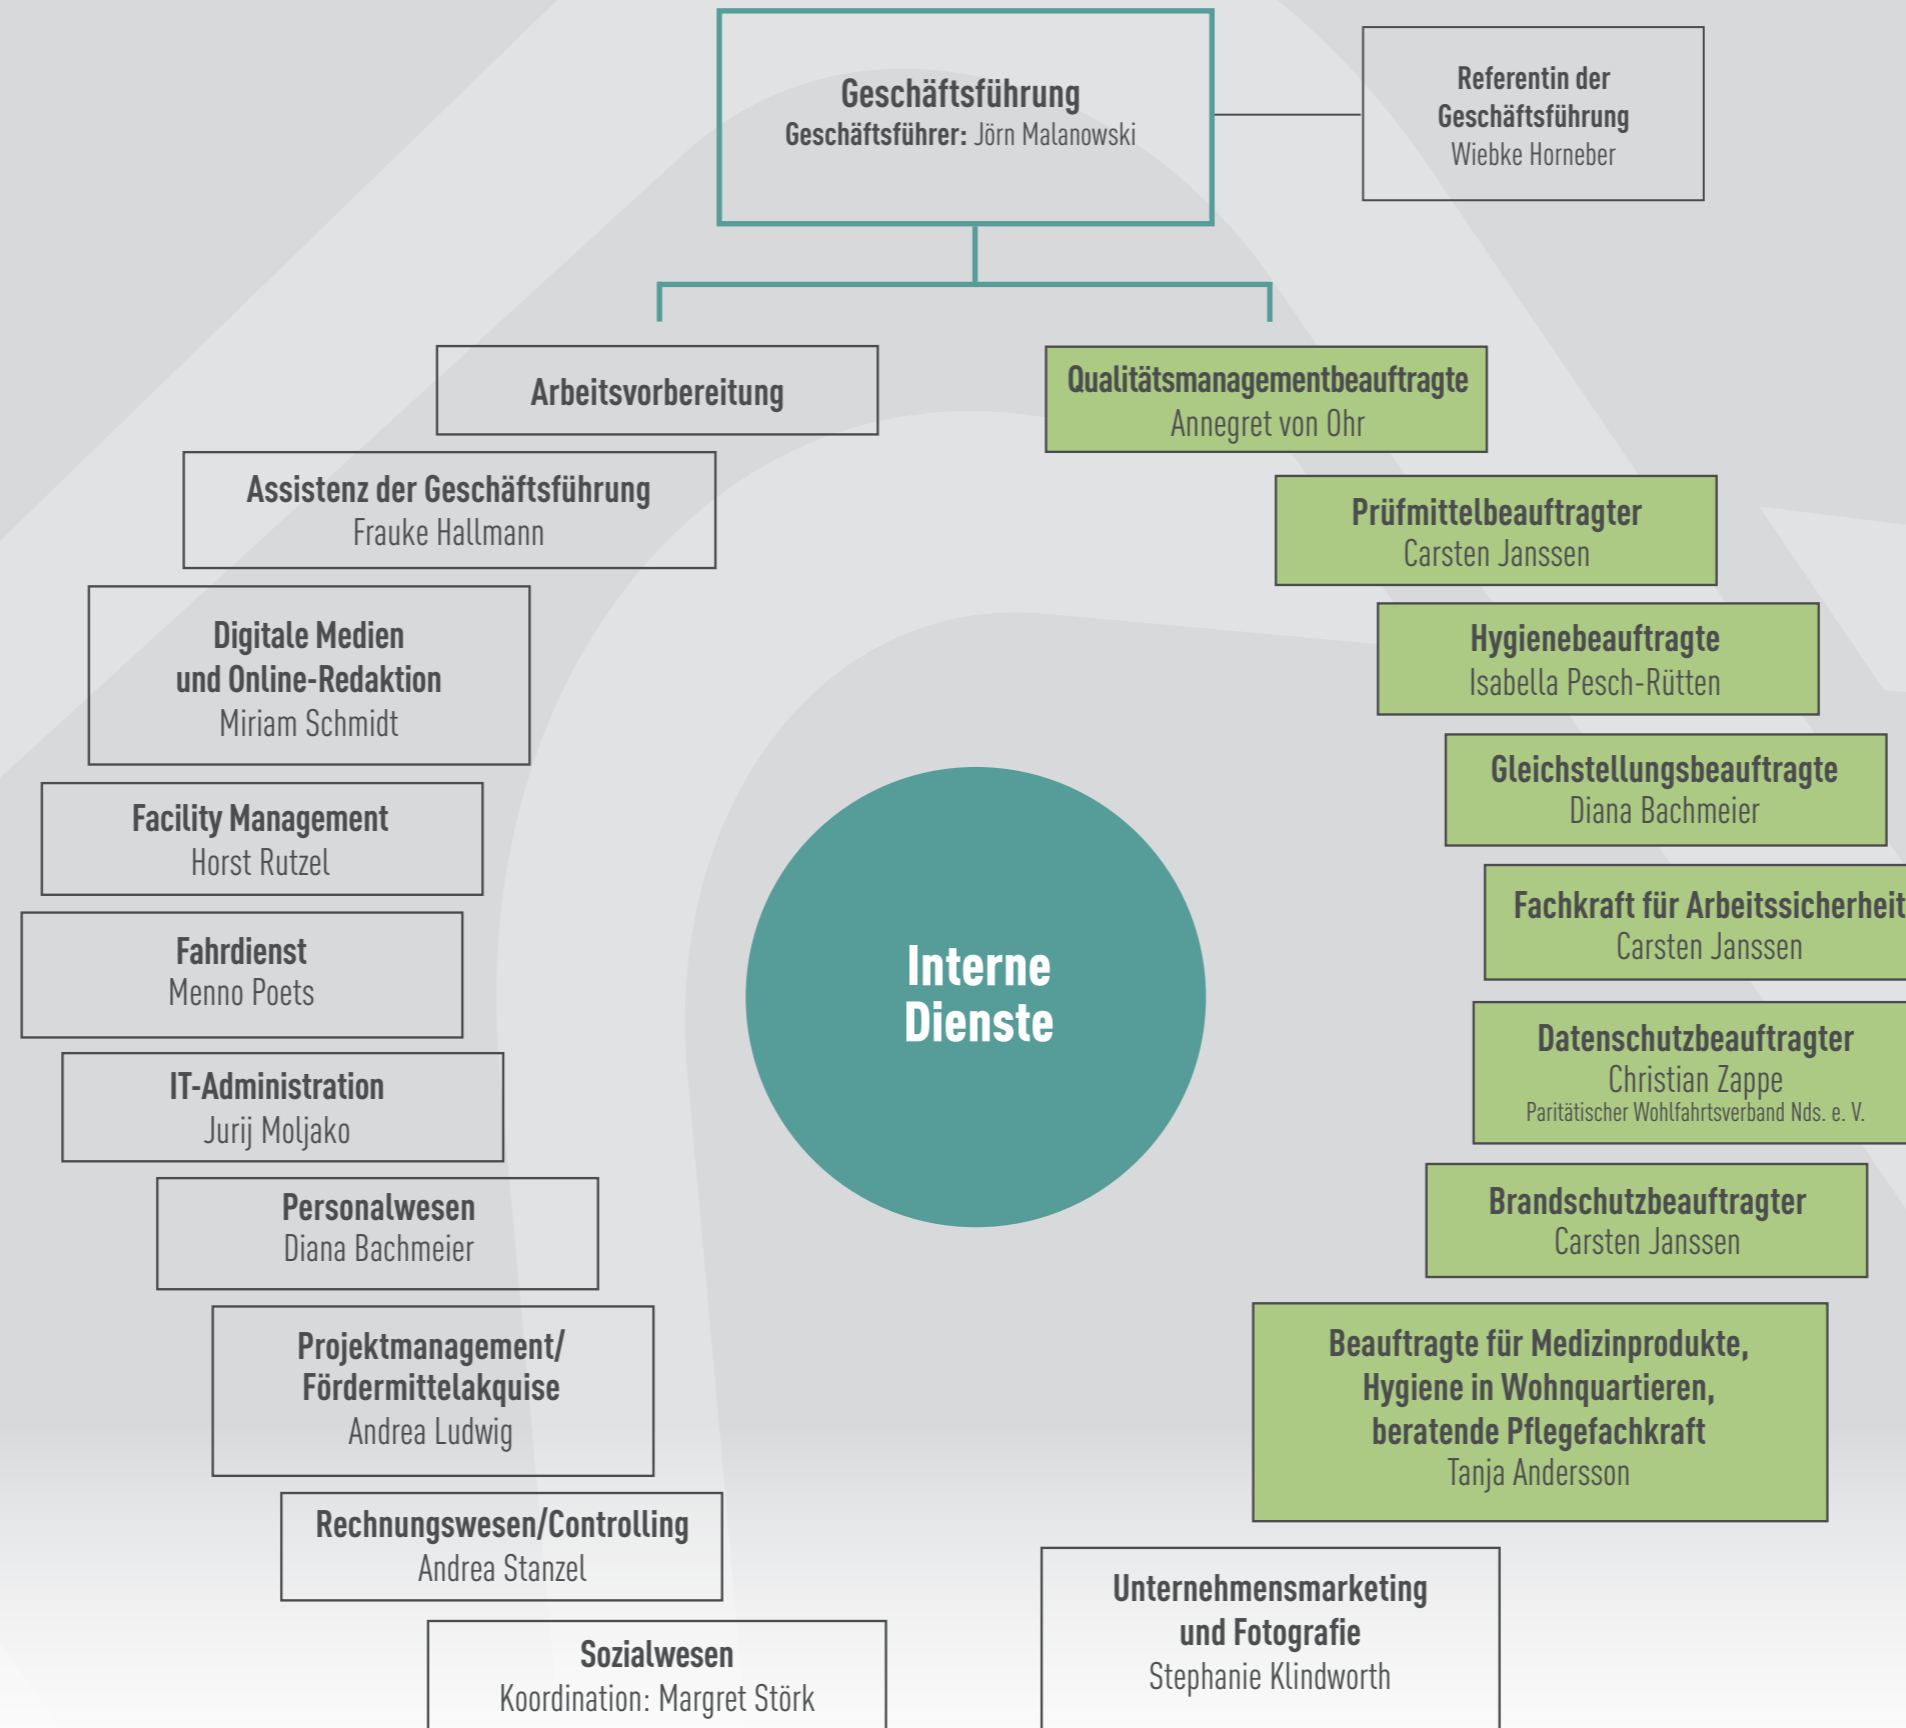 Geschäftsführung
Geschäftsführer: Jörn Malanowski
Referentin der
Geschäftsführung
Wiebke Horneber
Arbeitsvorbereitung
Qualitätsmanagementbeauftragte
Annegret von Ohr
Assistenz der Geschäftsführung
Frauke Hallmann
Prüfmittelbeauftragter
Carsten Janssen
Digitale Medien
und Online-Redaktion
Miriam Schmidt
Hygienebeauftragte
Isabella Pesch-Rütten
Gleichstellungsbeauftragte
Diana Bachmeier
Facility Management
Horst Rutzel
Fachkraft für Arbeitssicherheit
Carsten Janssen
Fahrdienst
Menno Poets
Interne
Dienste
Datenschutzbeauftragter
Christian Zappe
Paritätischer Wohlfahrtsverband Nds. e. V.
IT-Administration
Jurij Moljako
Brandschutzbeauftragter
Carsten Janssen
Personalwesen
Diana Bachmeier
Projektmanagement/
Fördermittelakquise
Andrea Ludwig
Beauftragte für Medizinprodukte,
Hygiene in Wohnquartieren,
beratende Pflegefachkraft
Tanja Andersson
Rechnungswesen/Controlling
Andrea Stanzel
Unternehmensmarketing
und Fotografie
Stephanie Klindworth
Sozialwesen
Koordination: Margret Störk